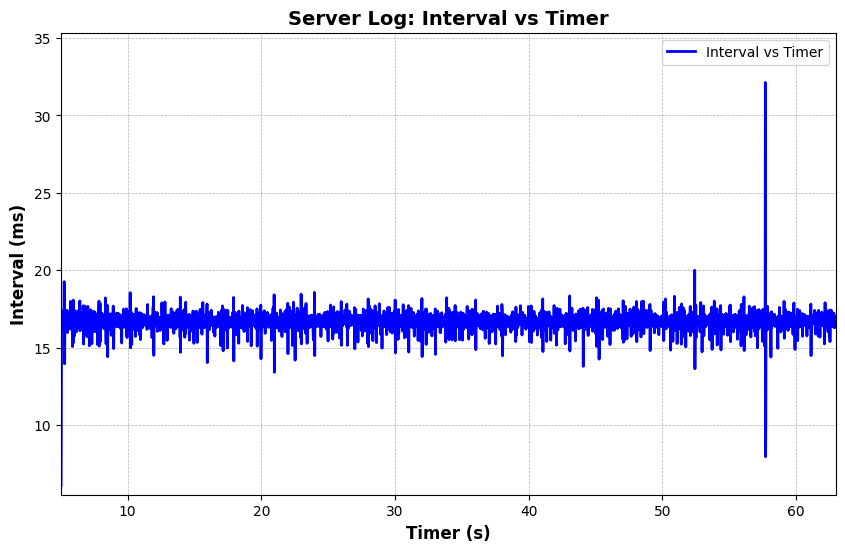 Server Log: Interval vs Timer
Interval vs Timer
35
30
25
20
15
10
Interval (ms)
10 20 30 40 50 60
Timer (s)